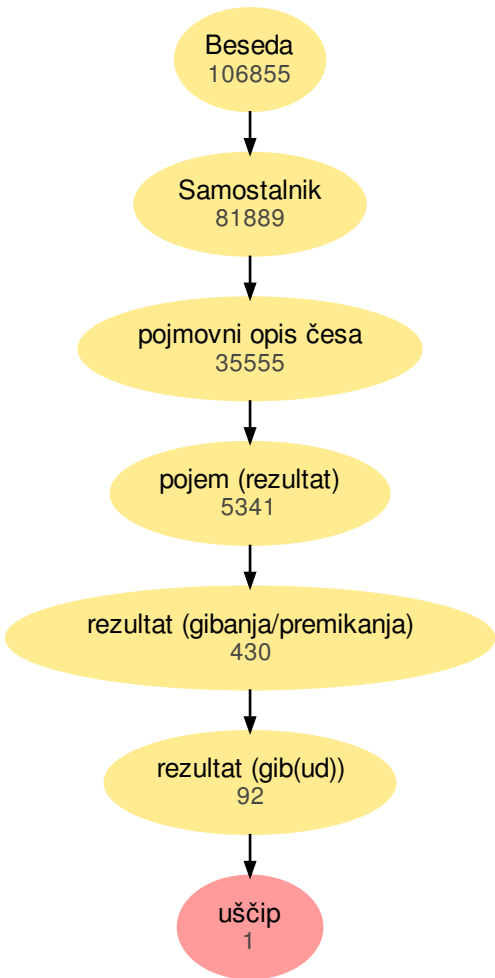 Beseda
106855
Samostalnik
81889
pojmovni opis česa
35555
pojem (rezultat)
5341
rezultat (gibanja/premikanja)
430
rezultat (gib(ud))
92
uščip
1